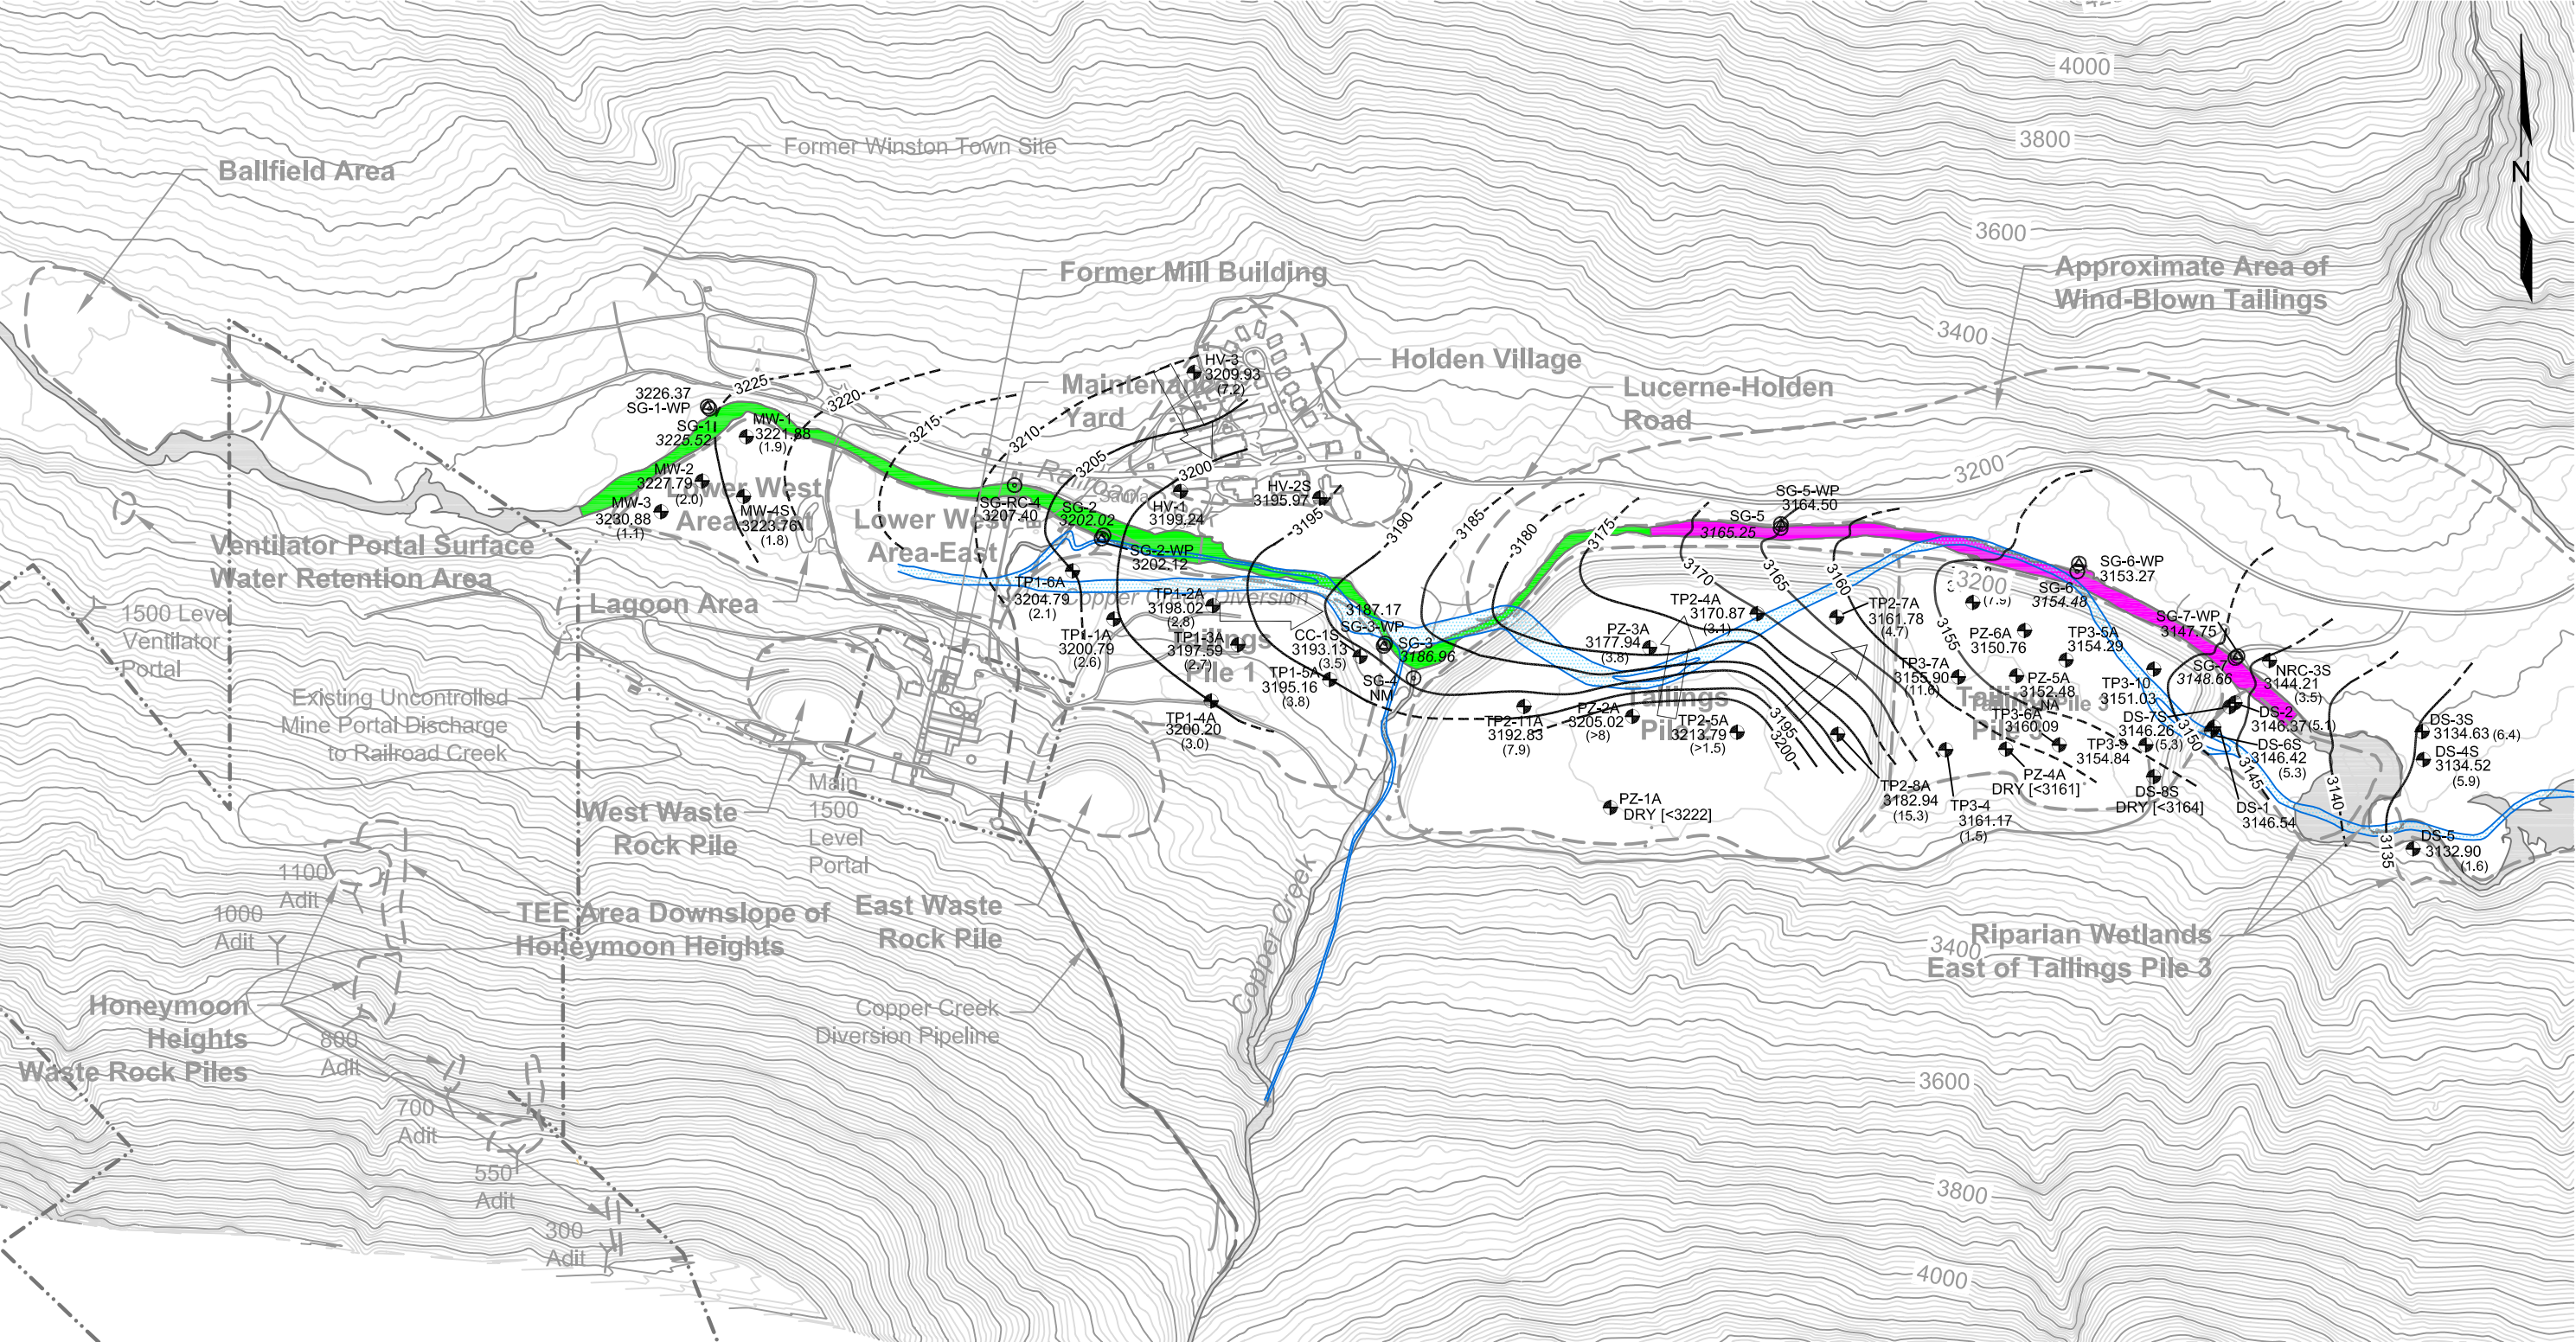 4000
3800
3600
3400
3200
N
Former Winston Town Site
Ballfield Area
Former Mill Building
Approximate Area of
Wind-Blown Tailings
Holden Village
Lucerne-Holden
Road
Maintenance
Yard
HV-3
3209.93
(7.2)
3225
3220
3215
3210
3205
3200
3195
3190
3185
3180
3175
3170
3165
3160
3155
3150
3145
3140
3135
3226.37
SG-1-WP
SG-1
3225.52
MW-1
3221.88
(1.9)
MW-2
3227.79
(2.0)
MW-3
3230.88
(1.1)
MW-4S
3223.76
(1.8)
Lower West
Lower West
Area-East
SG-RC-4
3207.40
SG-2
3202.02
SG-2-WP
3202.12
HV-1
3199.24
HV-2S
3195.97
Sauna
SG-5-WP
3164.50
SG-5
3165.25
SG-6-WP
3153.27
SG-6
3154.48
3200
SG-7-WP
3147.75
SG-7
3148.66
NRC-3S
3144.21
(3.5)
Ventilator Portal Surface
Water Retention Area
1500 Level
Ventilator
Portal
Lagoon Area
Existing Uncontrolled
Mine Portal Discharge
to Railroad Creek
TP1-6A
3204.79
(2.1)
Copper Creek Diversion
TP1-1A
3200.79
(2.6)
TP1-2A
3198.02
(2.8)
TP1-3A
3197.59
(2.7)
Tailings
Pile 1
TP1-4A
3200.20
(3.0)
TP1-5A
3195.16
(3.8)
CC-1S
3193.13
(3.5)
3187.17
SG-3-WP
SG-3
3186.96
SG-4
NM
PZ-3A
3177.94
(3.8)
TP2-4A
3170.87
(3.1)
TP2-7A
3161.78
(4.7)
(7.9)
PZ-6A
3150.76
TP3-5A
3154.29
TP3-7A
3155.90
(11.6)
PZ-5A
3152.48
NA
TP3-10
3151.03
TP3-6A
3160.09
TP3-9
3154.84
DS-7S
3146.26
(5.3)
DS-2
3146.37(5.1)
DS-6S
3146.42
(5.3)
DS-1
3146.54
DS-8S
DRY [<3164]
PZ-4A
DRY [<3161]
TP3-4
3161.17
(1.5)
TP2-8A
3182.94
(15.3)
TP2-11A
3192.83
(7.9)
PZ-2A
3205.02
(>8)
Tailings
TP2-5A
3213.79
(>1.5)
3195
3200
PZ-1A
DRY [<3222]
DS-3S
3134.63 (6.4)
DS-4S
3134.52
(5.9)
DS-5
3132.90
(1.6)
West Waste
Rock Pile
Main
1500
Level
Portal
East Waste
Rock Pile
Copper Creek
Copper Creek
Diversion Pipeline
Riparian Wetlands
East of Tailings Pile 3
1100
Adit
1000
Adit
TEE Area Downslope of
Honeymoon Heights
Honeymoon
Heights
Waste Rock Piles
800
Adit
700
Adit
550
Adit
300
Adit
3400
3600
3800
4000